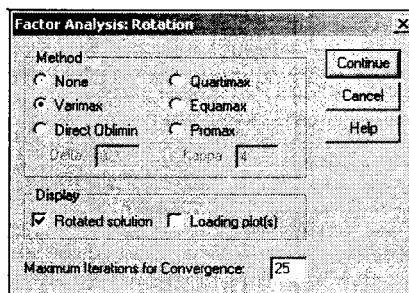 Factor Analysis: Rotation
Method
None
Quartimax
Varimax
Equamax
Direct Oblimin
Promax
Delta
Kappa 4
Display
Rotated solution
Loading plot(s)
Maximum Iterations for Convergence: 25
Continue
Cancel
Help